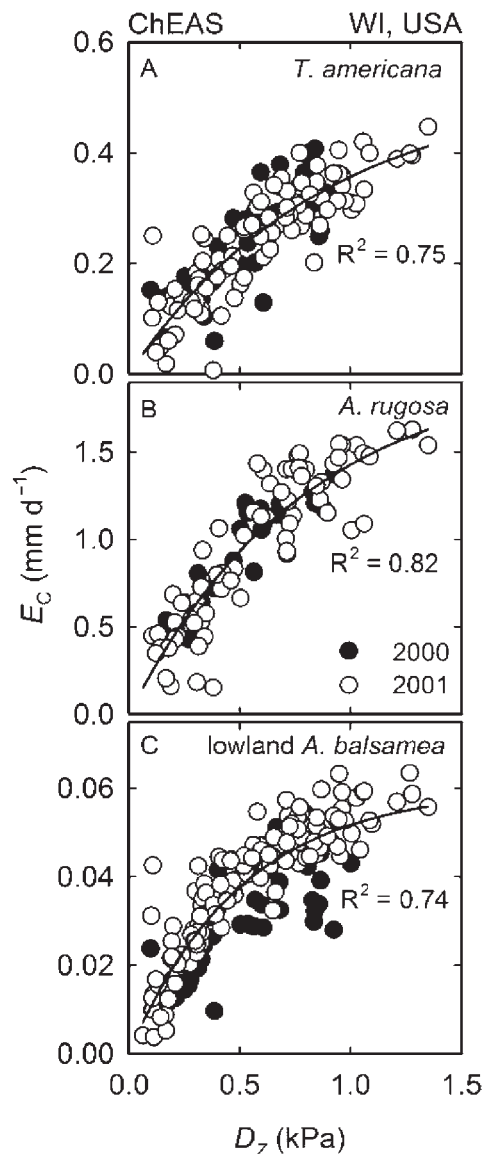 ChEAS WI, USA
0.6
A T. americana
0.4
0.2
R² = 0.75
0.0
B A. rugosa
1.5
1.0
R² = 0.82
0.5
2000
2001
0.0
C lowland A. balsamea
0.06
0.04
R² = 0.74
0.02
0.00
0.0 0.5 1.0 1.5
D_Z (kPa)
E_C (mm d⁻¹)